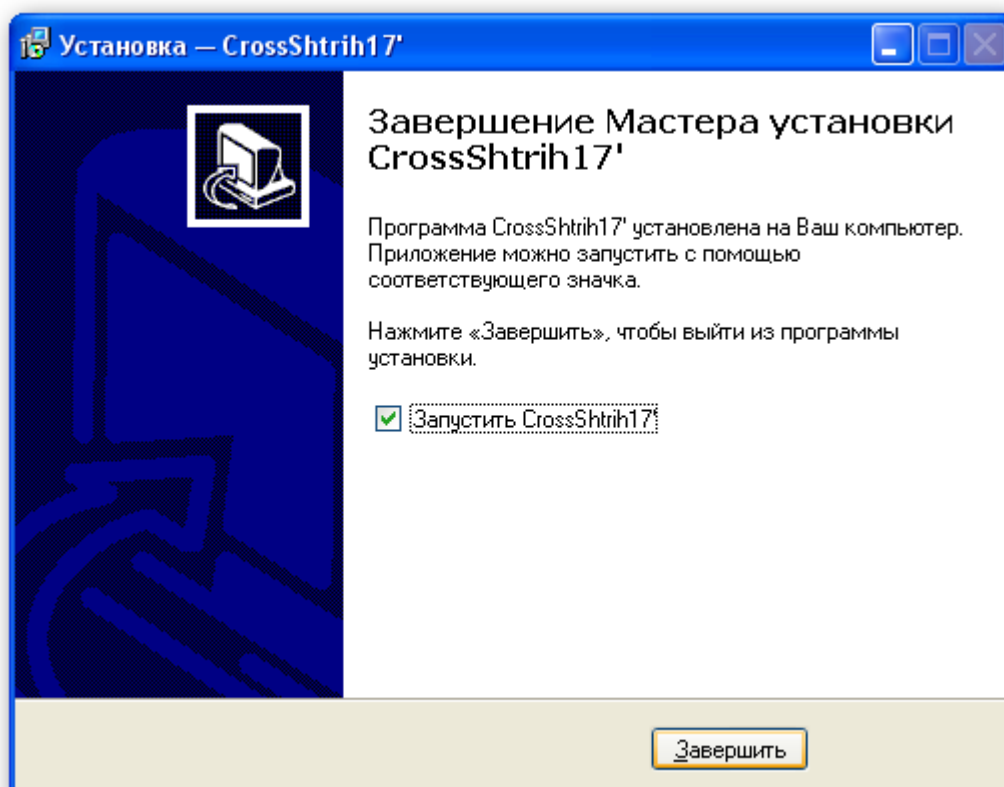 Установка — CrossShtrih17'
Завершение Мастера установки
CrossShtrih17'
Программа CrossShtrih17' установлена на Ваш компьютер.
Приложение можно запустить с помощью
соответствующего значка.
Нажмите «Завершить», чтобы выйти из программы
установки.
Запустить CrossShtrih17'
Завершить